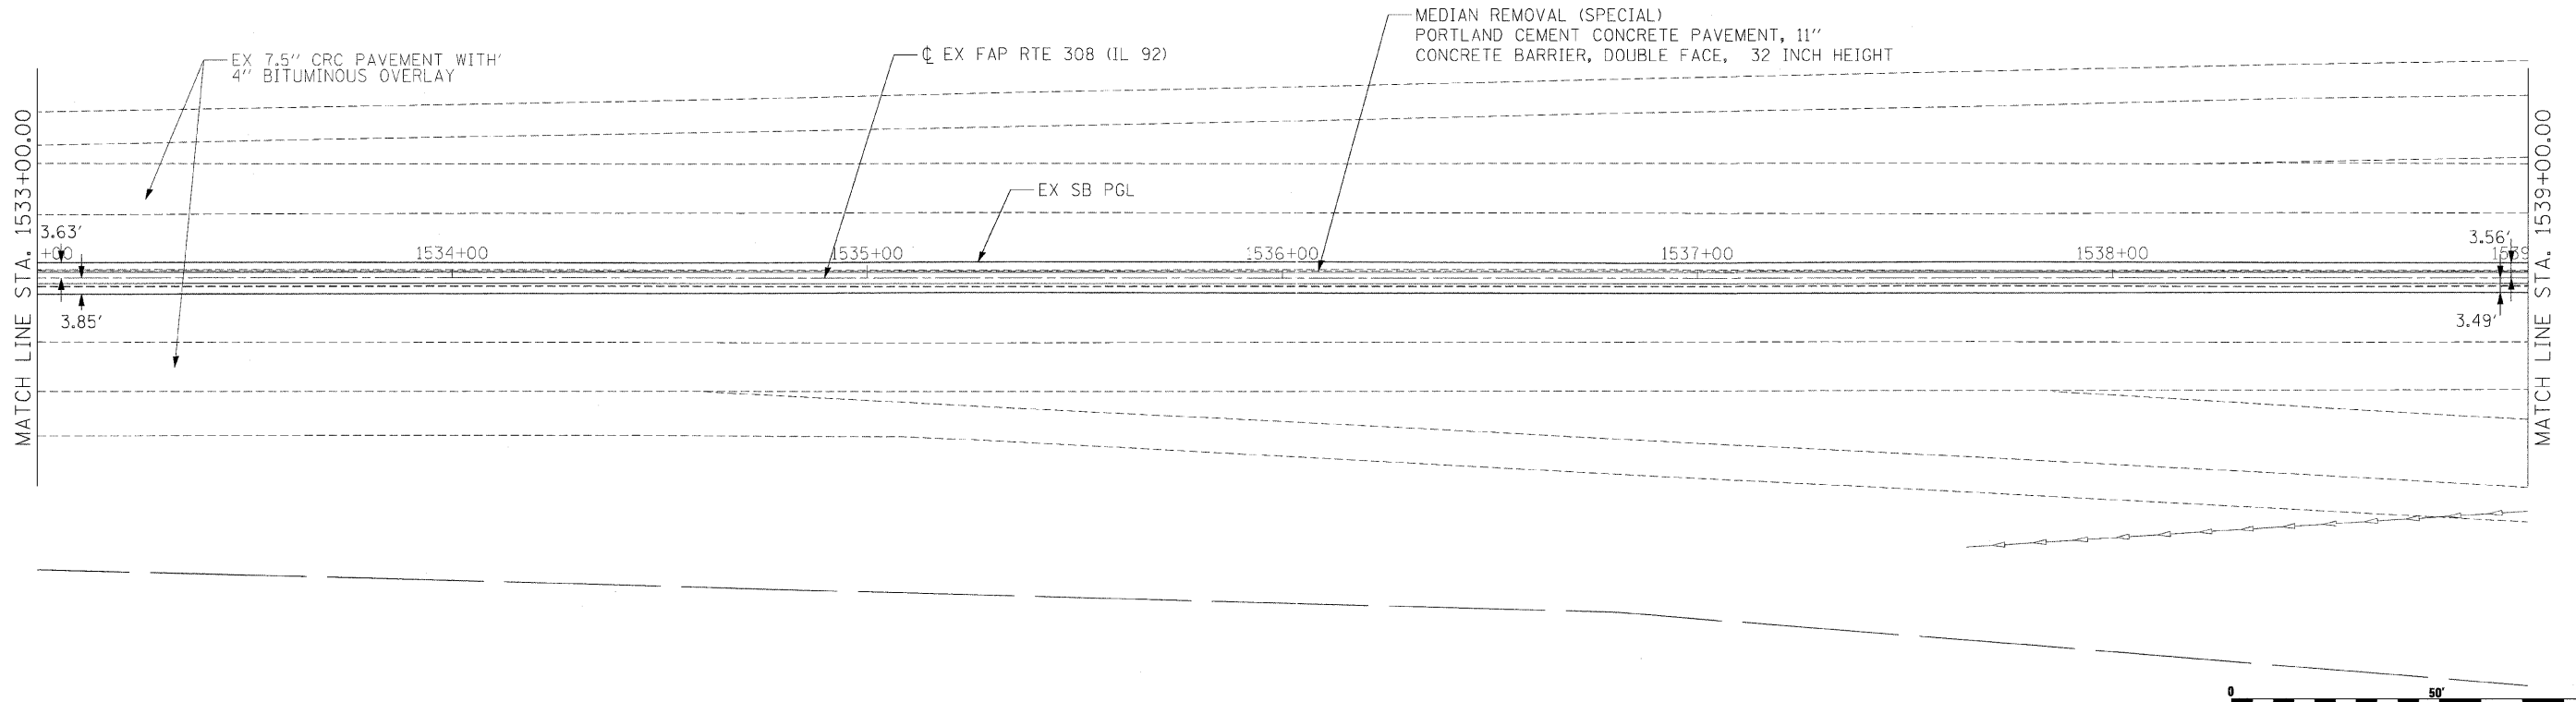 MEDIAN REMOVAL (SPECIAL)
PORTLAND CEMENT CONCRETE PAVEMENT, 11"
CONCRETE BARRIER, DOUBLE FACE, 32 INCH HEIGHT
℄ EX FAP RTE 308 (IL 92)
EX 7.5" CRC PAVEMENT WITH'
4" BITUMINOUS OVERLAY
EX SB PGL
MATCH LINE STA. 1533+00.00
MATCH LINE STA. 1539+00.00
3.63'
+00
1534+00
1535+00
1536+00
1537+00
1538+00
3.56'
1539
3.85'
3.49'
0
50'